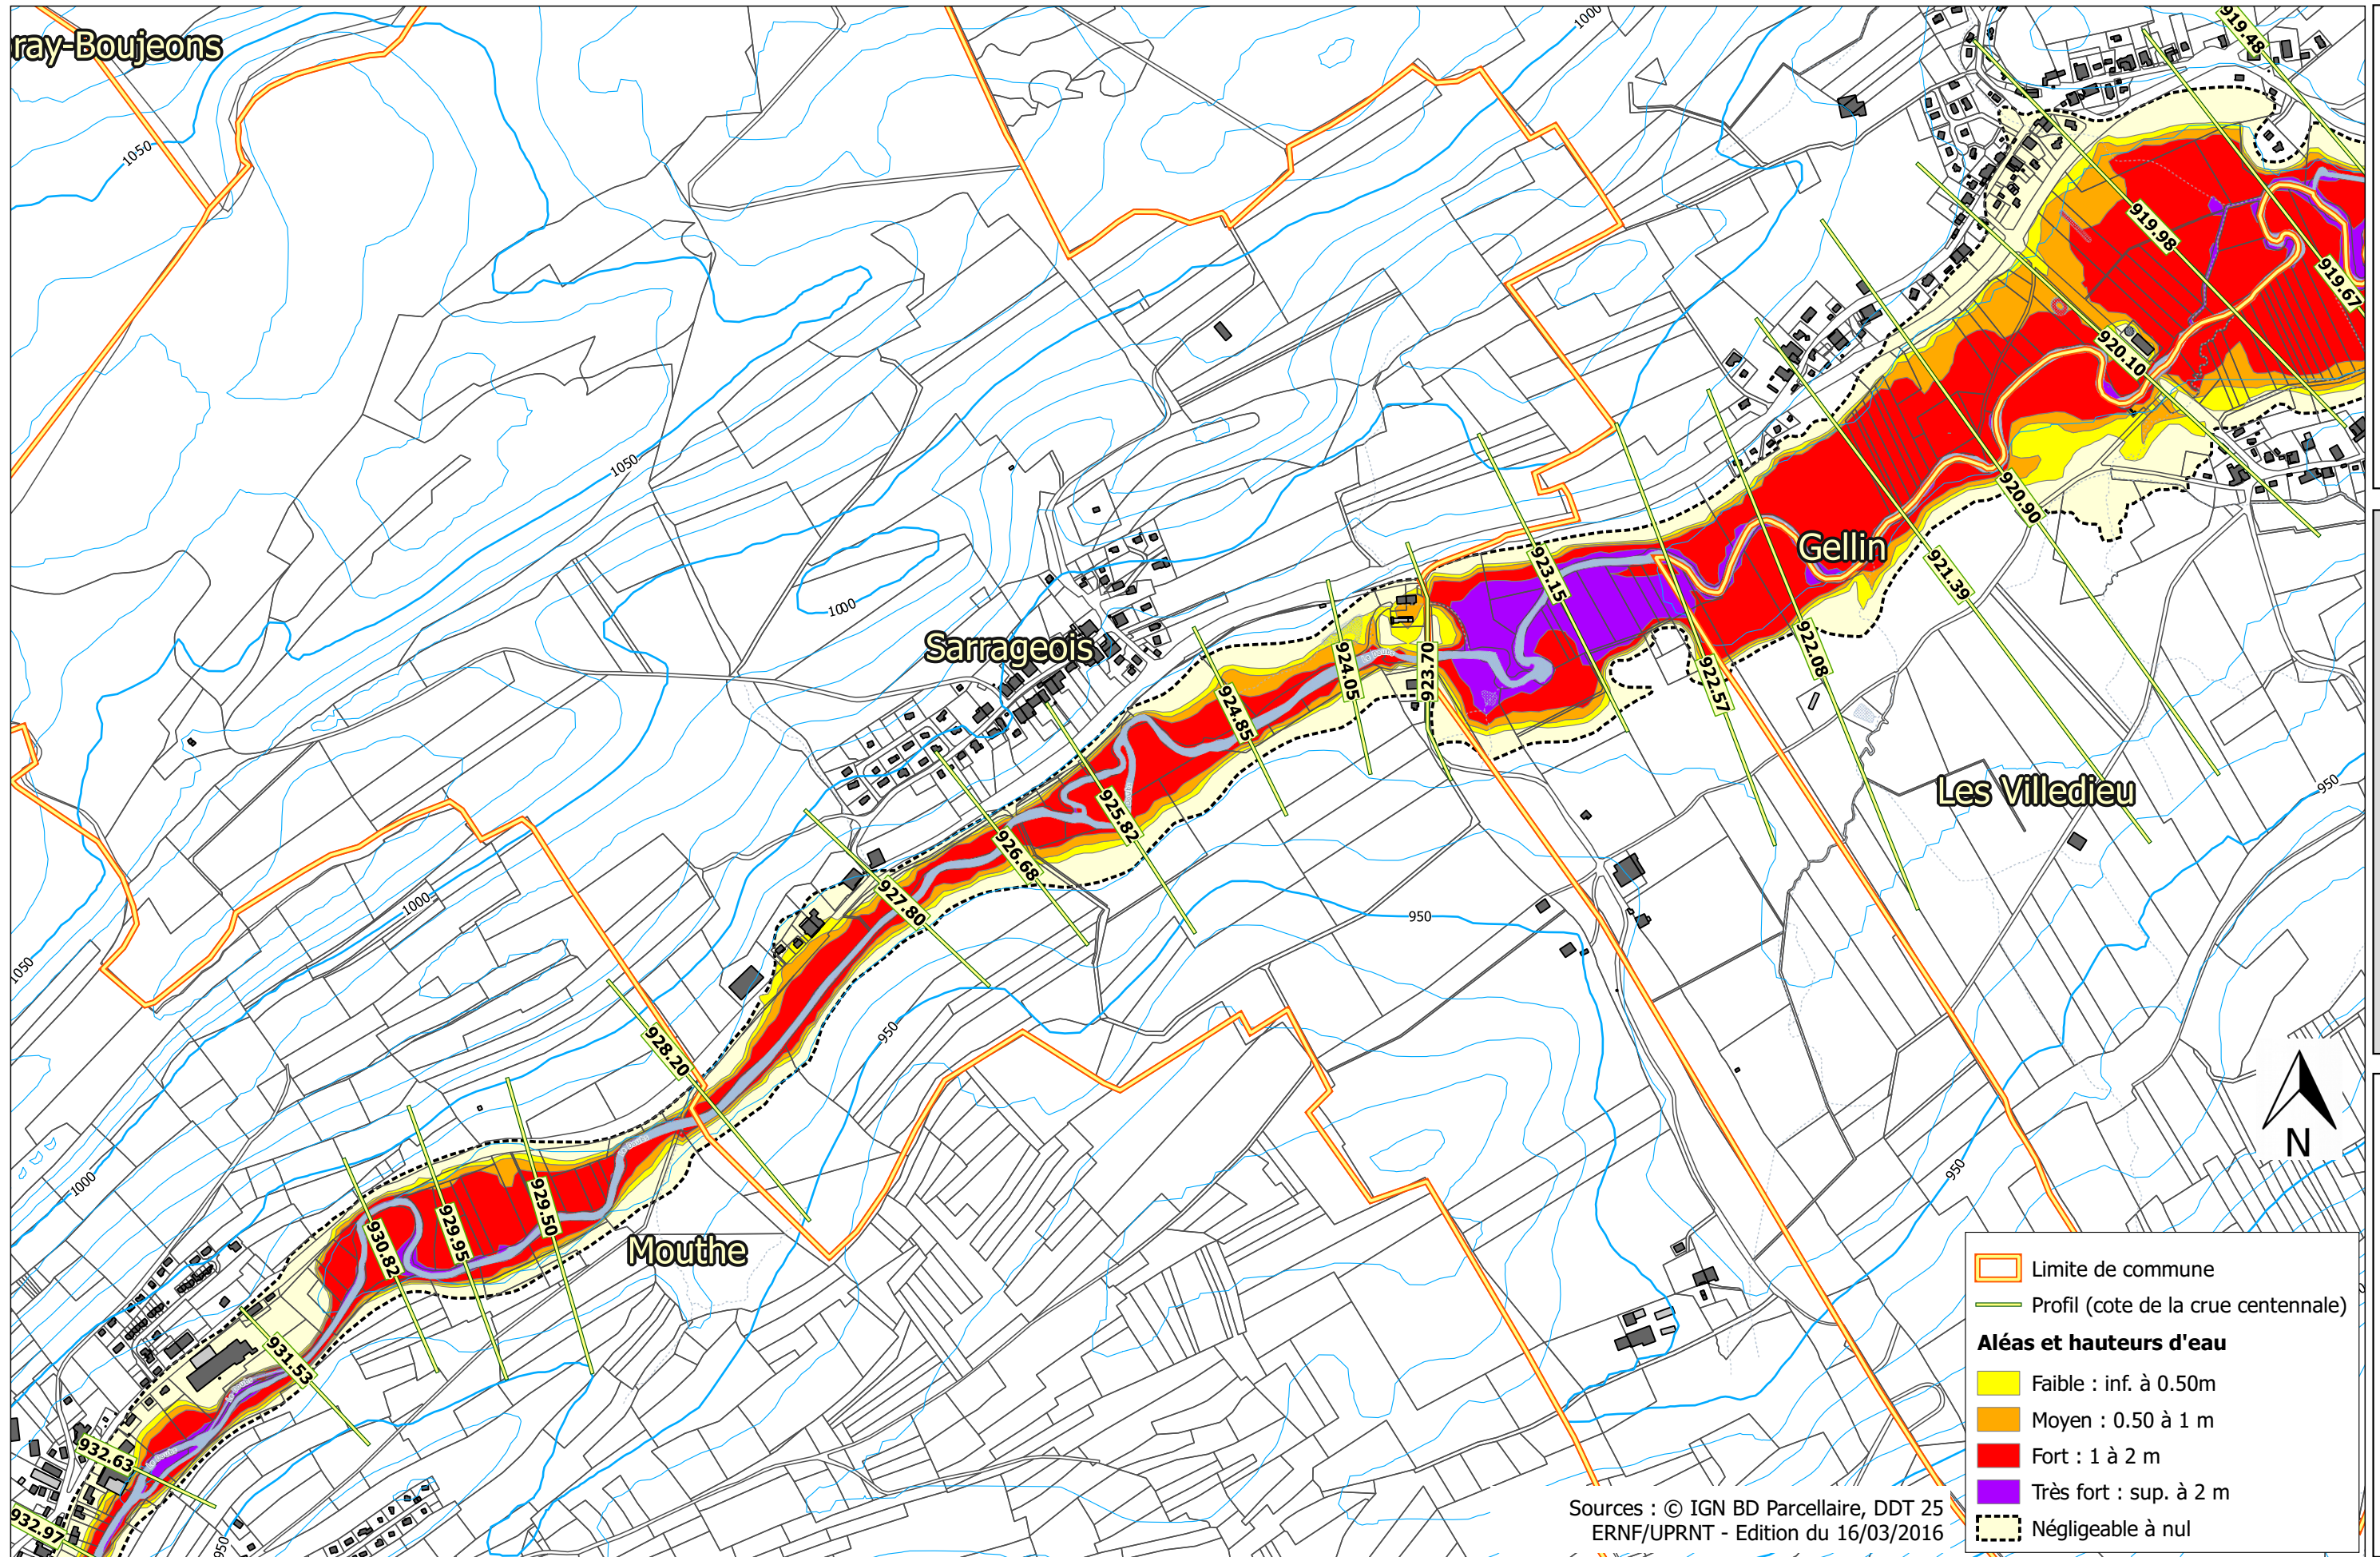 ray-Boujeons
1000
919.48
1050
919.98
919.67
920.10
1050
920.90
Gellin
923.15
921.39
1000
Sarrageois
922.08
924.05
923.70
922.57
924.85
Les Villedieu
950
925.82
926.68
1000
927.80
950
1050
928.20
950
950
1000
929.50
929.95
930.82
Mouthe
931.53
932.63
932.97
950
Limite de commune
Profil (cote de la crue centennale)
Aléas et hauteurs d'eau
Faible : inf. à 0.50m
Moyen : 0.50 à 1 m
Fort : 1 à 2 m
Très fort : sup. à 2 m
Négligeable à nul
N
Sources : © IGN BD Parcellaire, DDT 25
ERNF/UPRNT - Edition du 16/03/2016